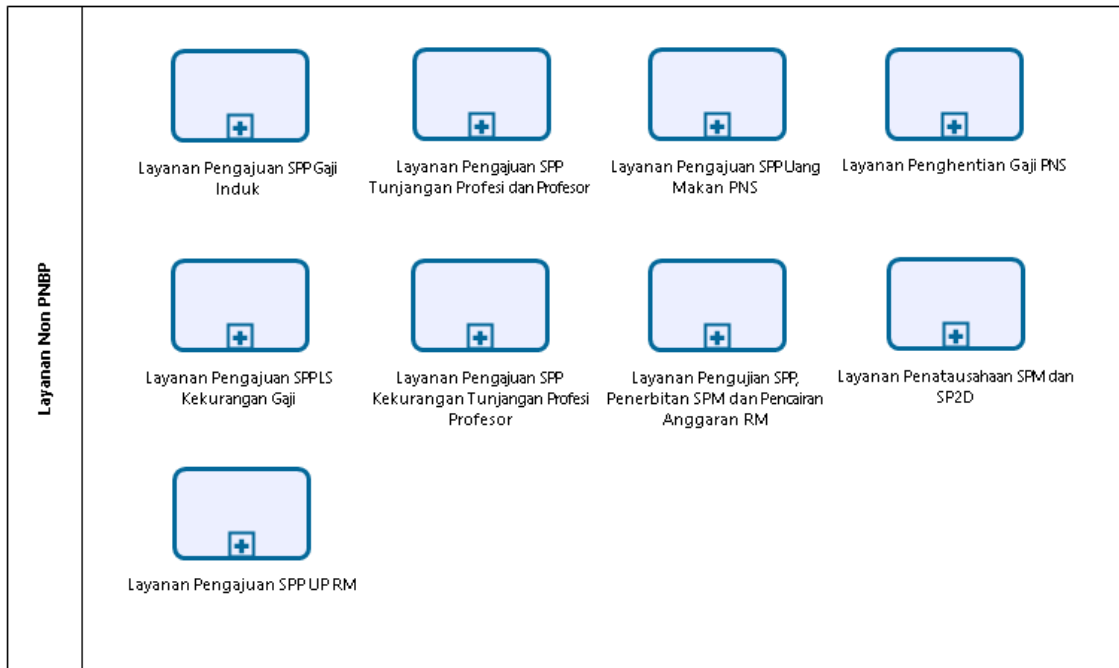 Layanan Non PNBP
Layanan Pengajuan SPP Gaji
Induk
Layanan Pengajuan SPP
Tunjangan Profesi dan Profesor
Layanan Pengajuan SPP Uang
Makan PNS
Layanan Penghentian Gaji PNS
Layanan Pengajuan SPP LS
Kekurangan Gaji
Layanan Pengajuan SPP
Kekurangan Tunjangan Profesi
Profesor
Layanan Pengujian SPP,
Penerbitan SPM dan Pencairan
Anggaran RM
Layanan Penatausahaan SPM dan
SP2D
Layanan Pengajuan SPP UP RM